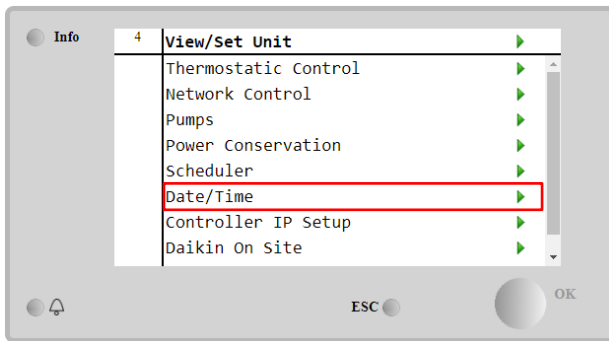 Info
4 View/Set Unit
Thermostatic Control
Network Control
Pumps
Power Conservation
Scheduler
Date/Time
Controller IP Setup
Daikin On Site
ESC
OK